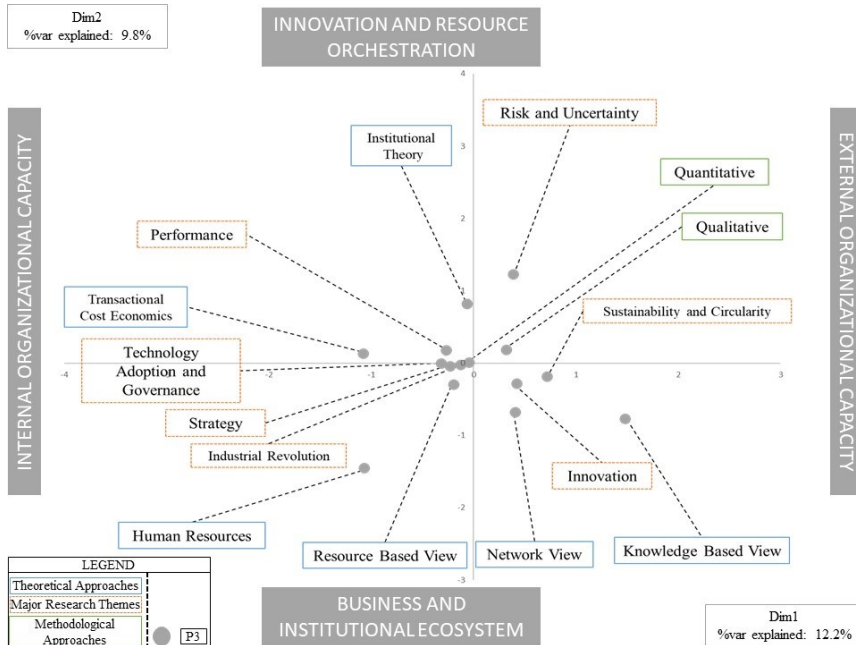 Dim2
%var explained: 9.8%
INNOVATION AND RESOURCE
ORCHESTRATION
INTERNAL ORGANIZATIONAL CAPACITY
EXTERNAL ORGANIZATIONAL CAPACITY
4
Risk and Uncertainty
Institutional
Theory
3
Quantitative
2
Qualitative
Performance
1
Transactional
Cost Economics
Sustainability and Circularity
Technology
Adoption and
Governance
-4
-2
-1
0
0
1
2
3
Strategy
-1
Industrial Revolution
Innovation
-2
Human Resources
Resource Based View
Network View
Knowledge Based View
-3
LEGEND
Theoretical Approaches
Major Research Themes
Methodological
Approaches
P3
BUSINESS AND
INSTITUTIONAL ECOSYSTEM
Dim1
%var explained: 12.2%